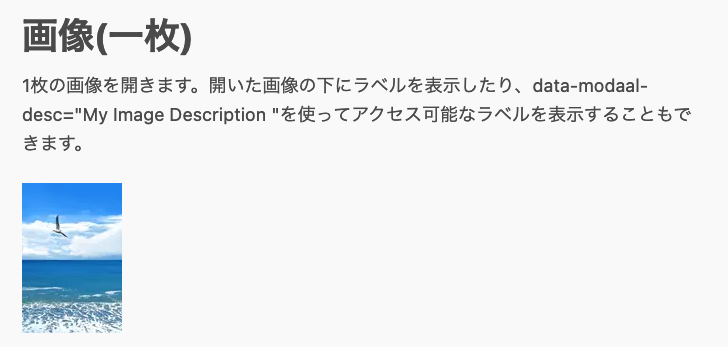 画像(一枚)
1枚の画像を開きます。開いた画像の下にラベルを表示したり、data-modaal-
desc="My Image Description "を使ってアクセス可能なラベルを表示することもで
きます。